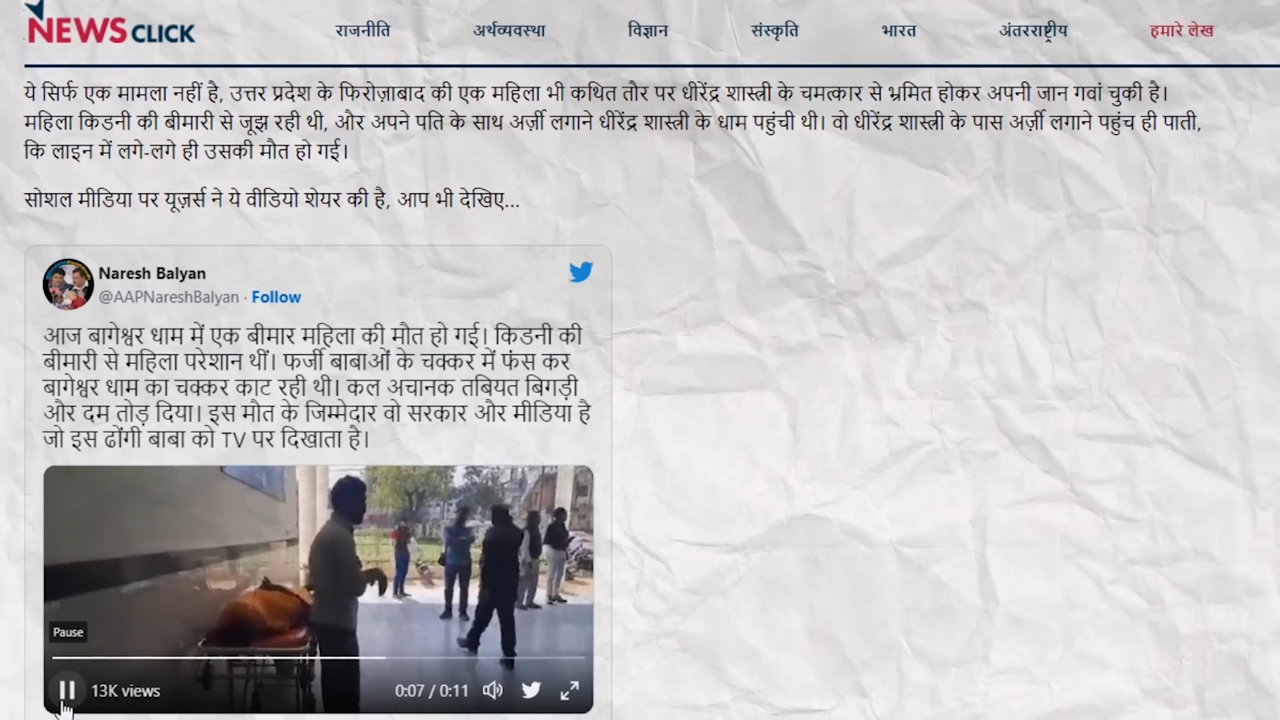 NEWS CLICK
राजनीति अर्थव्यवस्था विज्ञान संस्कृति भारत अंतरराष्ट्रीय हमारे लेख
ये सिर्फ एक मामला नहीं है, उत्तर प्रदेश के फिरोज़ाबाद की एक महिला भी कथित तौर पर धीरेंद्र शास्त्री के चमत्कार से भ्रमित होकर अपनी जान गवां चुकी है।
महिला किडनी की बीमारी से जूझ रही थी, और अपने पति के साथ अर्ज़ी लगाने धीरेंद्र शास्त्री के धाम पहुंची थी। वो धीरेंद्र शास्त्री के पास अर्ज़ी लगाने पहुंच ही पाती,
कि लाइन में लगे-लगे ही उसकी मौत हो गई।
सोशल मीडिया पर यूज़र्स ने ये वीडियो शेयर की है, आप भी देखिए...
Naresh Balyan
@AAPNareshBalyan · Follow
आज बागेश्वर धाम में एक बीमार महिला की मौत हो गई। किडनी की
बीमारी से महिला परेशान थीं। फर्जी बाबाओं के चक्कर में फंस कर
बागेश्वर धाम का चक्कर काट रही थी। कल अचानक तबियत बिगड़ी
और दम तोड़ दिया। इस मौत के जिम्मेदार वो सरकार और मीडिया है
जो इस ढोंगी बाबा को TV पर दिखाता है।
Pause
13K views 0:07 / 0:11